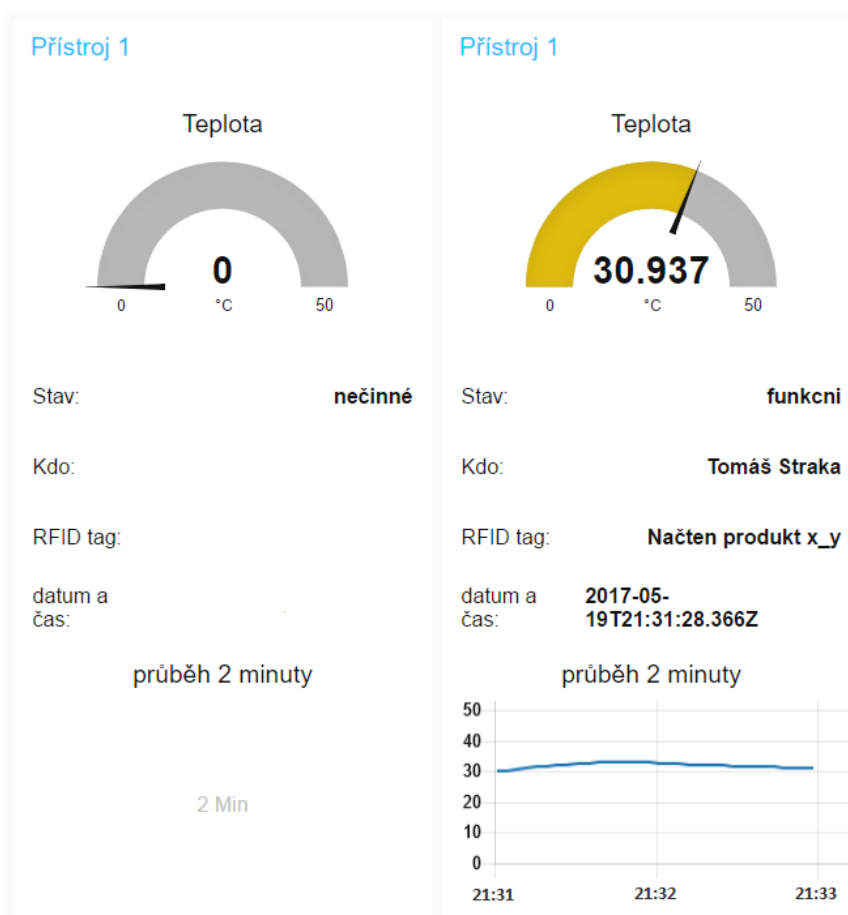 Přístroj 1
Teplota
0
0
°C
50
Stav:
nečinné
Kdo:
RFID tag:
datum a
čas:
průběh 2 minuty
2 Min
Přístroj 1
Teplota
30.937
0
°C
50
Stav:
funkcni
Kdo:
Tomáš Straka
RFID tag:
Načten produkt x_y
datum a
čas:
2017-05-
19T21:31:28.366Z
průběh 2 minuty
50
40
30
20
10
0
21:31
21:32
21:33